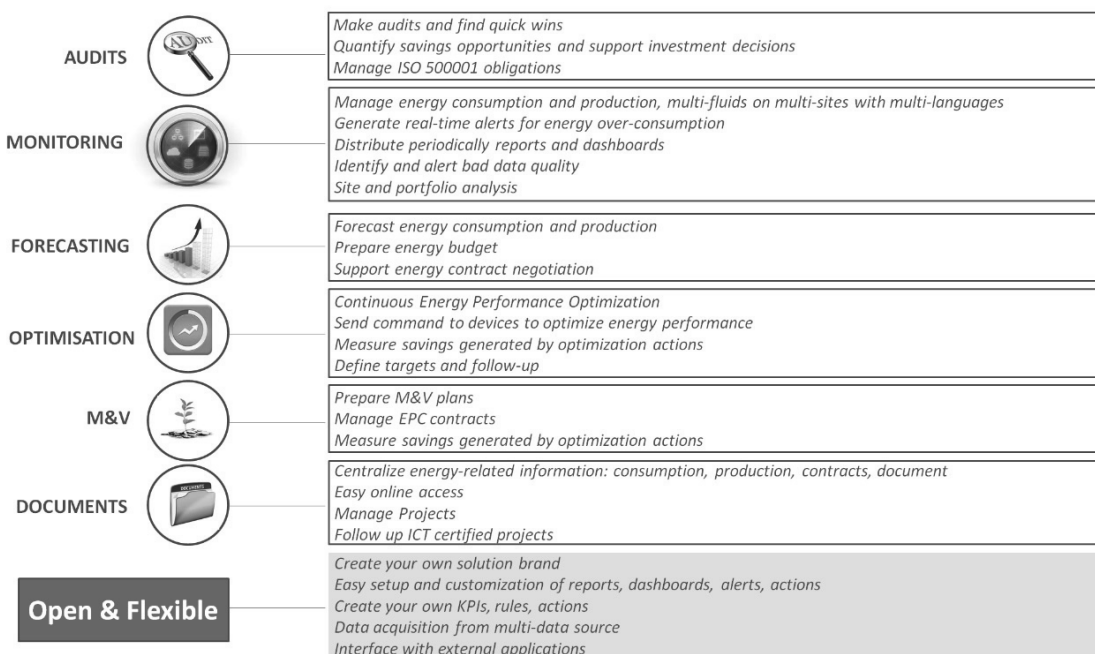 AUDITS
Make audits and find quick wins
Quantify savings opportunities and support investment decisions
Manage ISO 500001 obligations
MONITORING
Manage energy consumption and production, multi-fluids on multi-sites with multi-languages
Generate real-time alerts for energy over-consumption
Distribute periodically reports and dashboards
Identify and alert bad data quality
Site and portfolio analysis
FORECASTING
Forecast energy consumption and production
Prepare energy budget
Support energy contract negotiation
OPTIMISATION
Continuous Energy Performance Optimization
Send command to devices to optimize energy performance
Measure savings generated by optimization actions
Define targets and follow-up
M&V
Prepare M&V plans
Manage EPC contracts
Measure savings generated by optimization actions
DOCUMENTS
DOCUMENTS
Centralize energy-related information: consumption, production, contracts, document
Easy online access
Manage Projects
Follow up ICT certified projects
Open & Flexible
Create your own solution brand
Easy setup and customization of reports, dashboards, alerts, actions
Create your own KPIs, rules, actions
Data acquisition from multi-data source
Interface with external applications